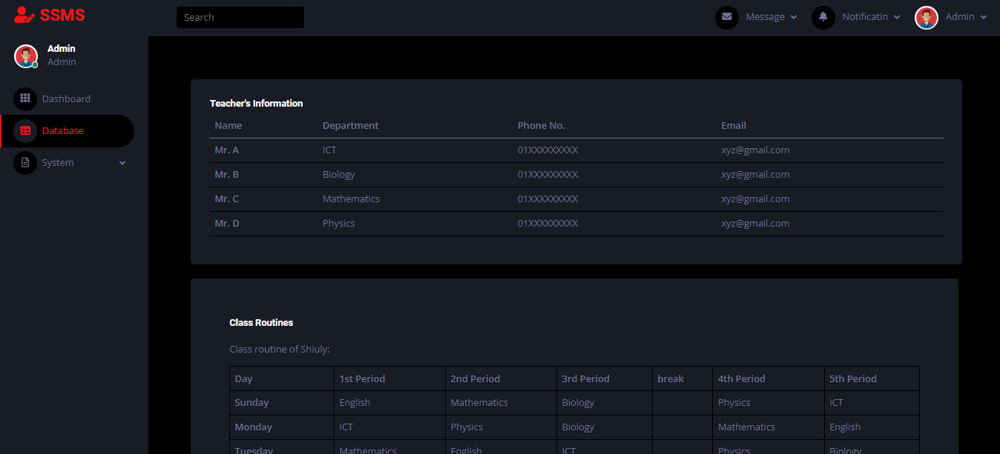 SSMS
Search
Message
Notificatin
Admin
Admin
Admin
Dashboard
Database
System
Teacher's Information
Name Department Phone No. Email
Mr. A ICT 01XXXXXXXXX xyz@gmail.com
Mr. B Biology 01XXXXXXXXX xyz@gmail.com
Mr. C Mathematics 01XXXXXXXXX xyz@gmail.com
Mr. D Physics 01XXXXXXXXX xyz@gmail.com
Class Routines
Class routine of Shiuly:
Day 1st Period 2nd Period 3rd Period break 4th Period 5th Period
Sunday English Mathematics Biology Physics ICT
Monday ICT Physics Biology Mathematics English
Tuesday Mathematics English ICT Physics Biology